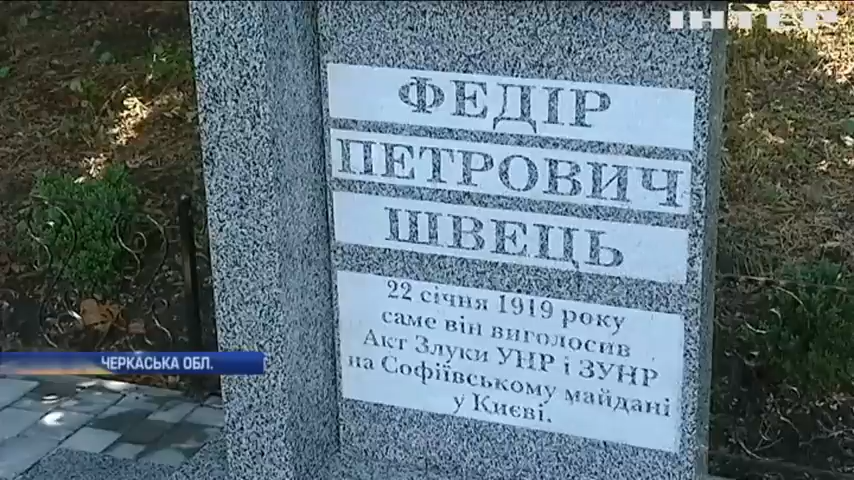 ІНТЕР
ФЕДІР
ПЕТРОВИЧ
ШВЕЦЬ
22 січня 1919 року
саме він виголосив
Акт Злуки УНР і ЗУНР
на Софіївському майдані
у Києві.
ЧЕРКАСЬКА ОБЛ.